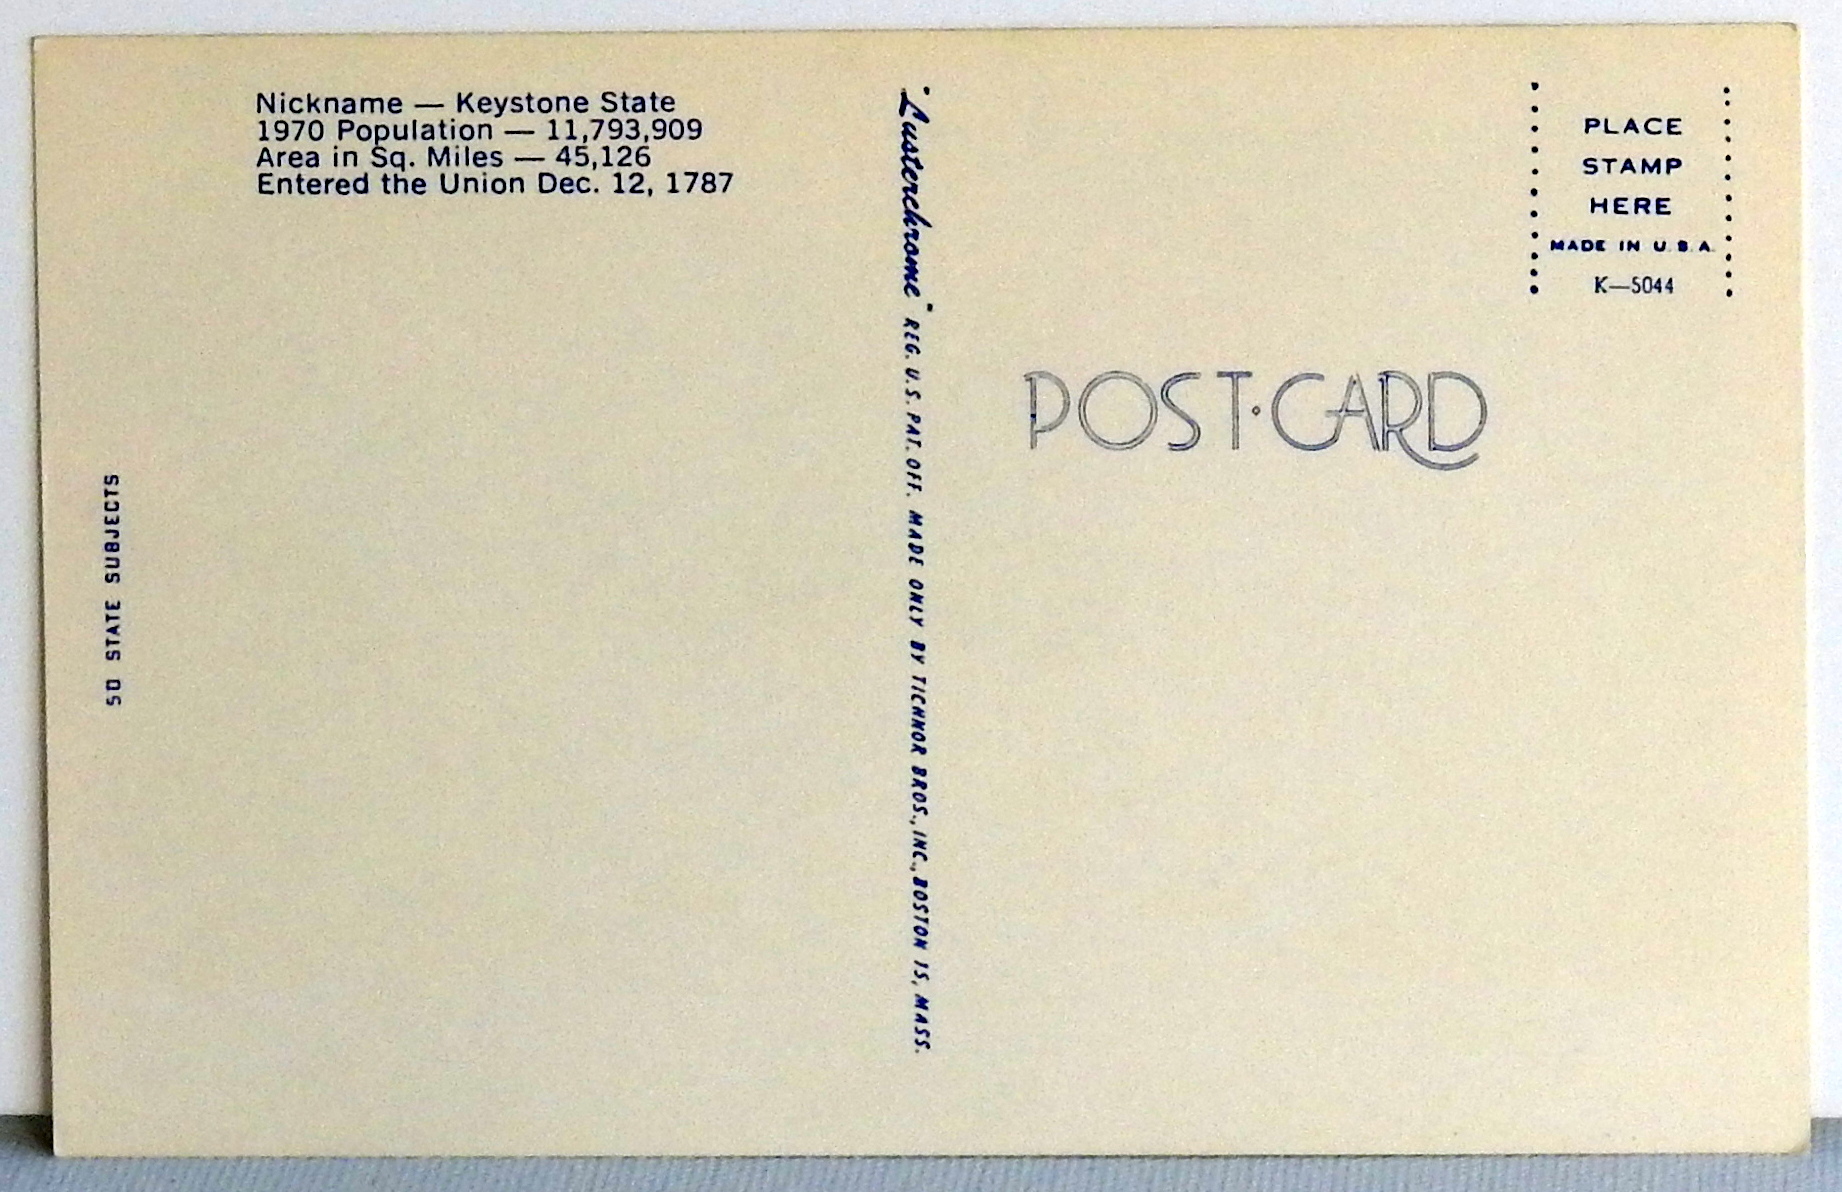 Nickname — Keystone State
1970 Population — 11,793,909
Area in Sq. Miles — 45,126
Entered the Union Dec. 12, 1787
50 STATE SUBJECTS
"Lusterchrome" REG. U.S. PAT. OFF. MADE ONLY BY TICHNOR BROS., INC., BOSTON 15, MASS.
PLACE
STAMP
HERE
MADE IN U.S.A.
K—5044
POST·CARD